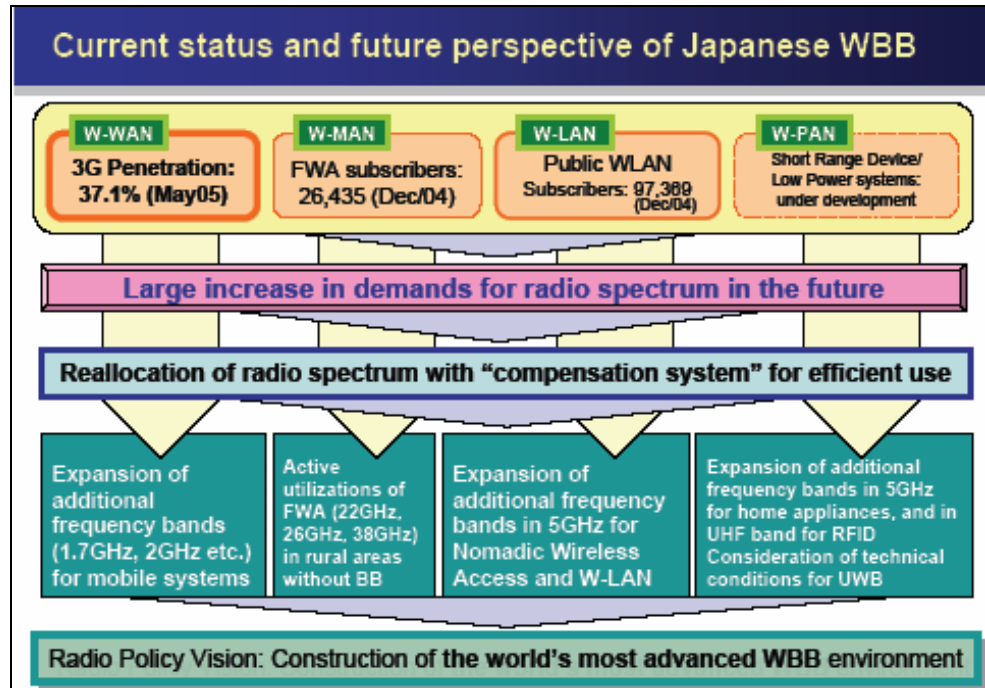 Current status and future perspective of Japanese WBB
W-WAN
3G Penetration:
37.1% (May05)
W-MAN
FWA subscribers:
26,435 (Dec/04)
W-LAN
Public WLAN
Subscribers: 97,369
(Dec/04)
W-PAN
Short Range Device/
Low Power systems:
under development
Large increase in demands for radio spectrum in the future
Reallocation of radio spectrum with “compensation system” for efficient use
Expansion of
additional
frequency bands
(1.7GHz, 2GHz etc.)
for mobile systems
Active
utilizations of
FWA (22GHz,
26GHz, 38GHz)
in rural areas
without BB
Expansion of
additional frequency
bands in 5GHz for
Nomadic Wireless
Access and W-LAN
Expansion of additional
frequency bands in 5GHz
for home appliances, and in
UHF band for RFID
Consideration of technical
conditions for UWB
Radio Policy Vision: Construction of the world's most advanced WBB environment